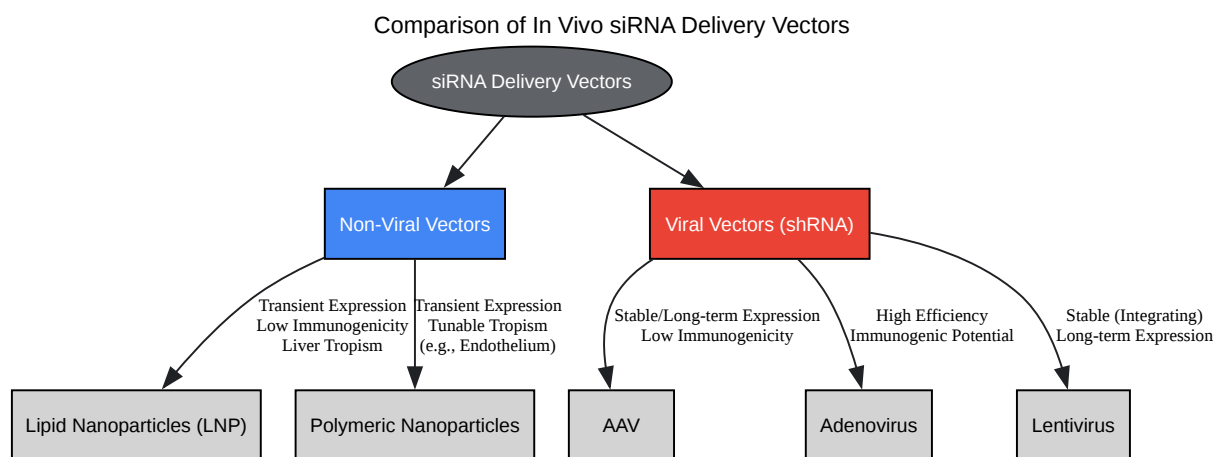 Comparison of In Vivo siRNA Delivery Vectors
siRNA Delivery Vectors
Non-Viral Vectors
Viral Vectors (shRNA)
Transient Expression
Low Immunogenicity
Liver Tropism
Transient Expression
Tunable Tropism
(e.g., Endothelium)
Stable/Long-term Expression
Low Immunogenicity
High Efficiency
Immunogenic Potential
Stable (Integrating)
Long-term Expression
Lipid Nanoparticles (LNP)
Polymeric Nanoparticles
AAV
Adenovirus
Lentivirus